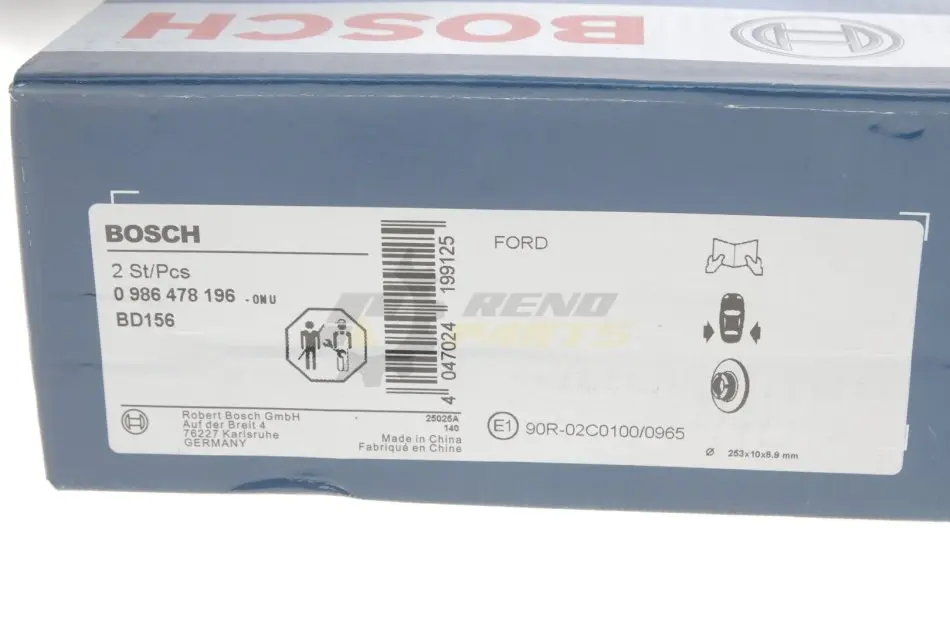 BOSCH
BOSCH
2 St/Pcs
0 986 478 196 - 0NU
BD156
4 047024 199125
FORD
RENO
PARTS
Robert Bosch GmbH
Auf der Breit 4
76227 Karlsruhe
GERMANY
25025A
140
Made in China
Fabriqué en Chine
E1 90R-02C0100/0965
Ø 253x10x8.9 mm